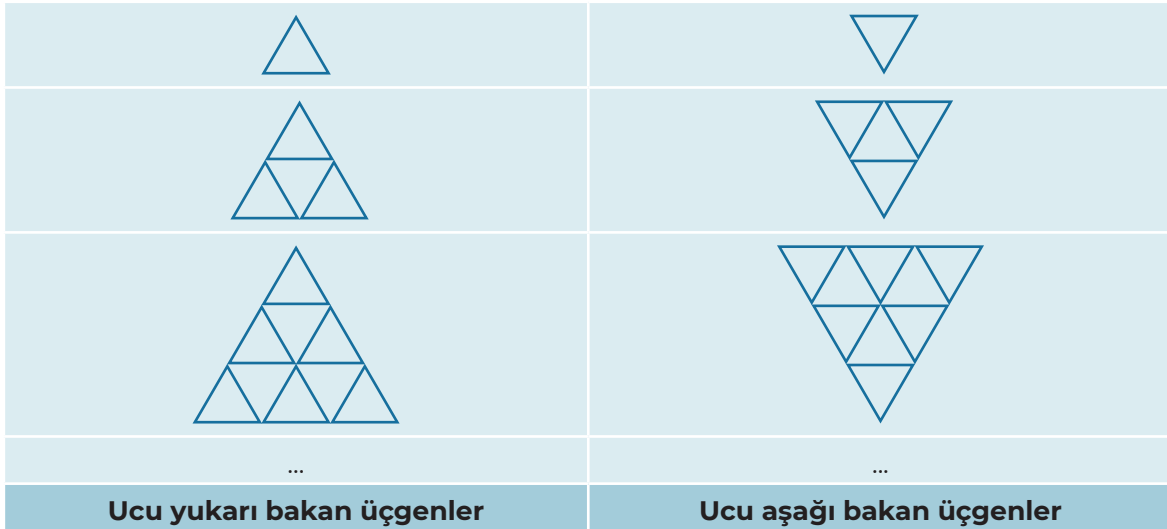 ...
...
Ucu yukarı bakan üçgenler
Ucu aşağı bakan üçgenler